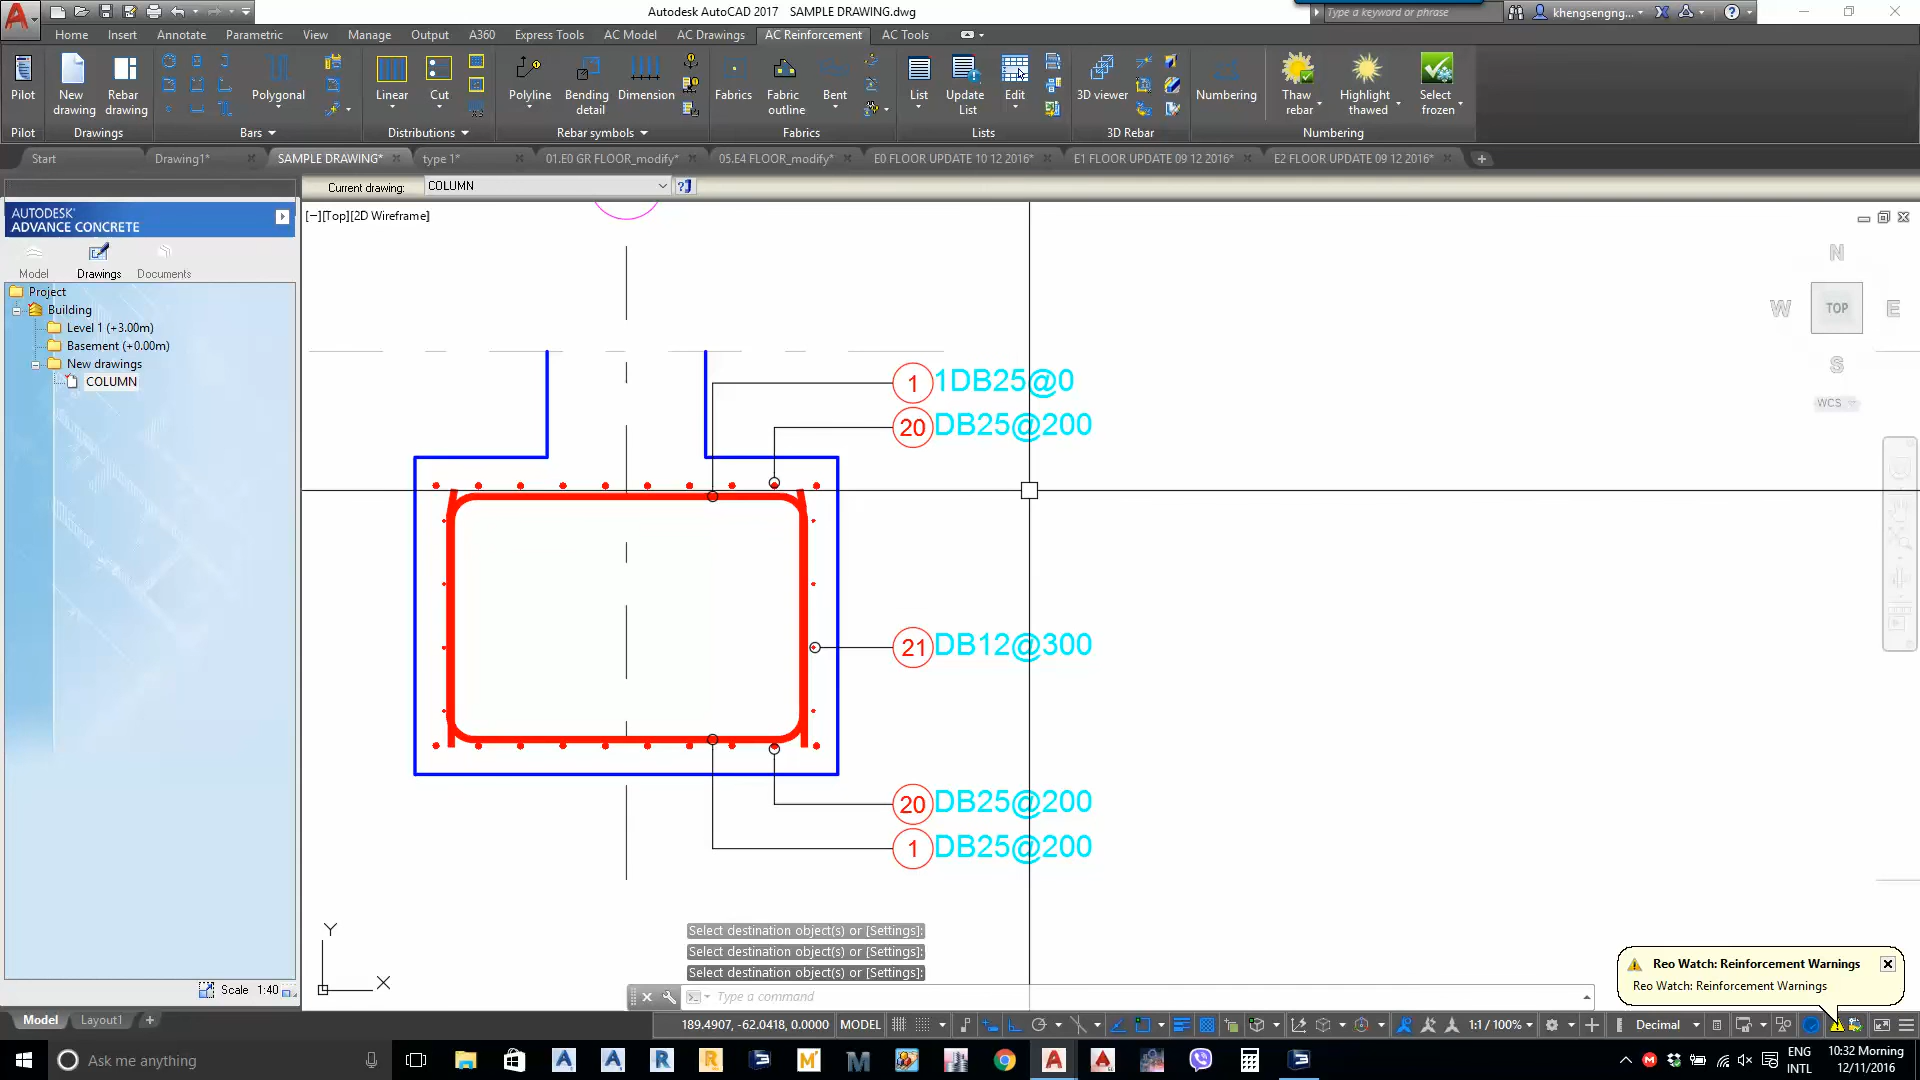 Autodesk AutoCAD 2017 SAMPLE DRAWING.dwg
Type a keyword or phrase
khengsengng...
Home Insert Annotate Parametric View Manage Output A360 Express Tools AC Model AC Drawings AC Reinforcement AC Tools
Pilot New drawing Rebar drawing Polygonal Linear Cut Polyline Bending detail Dimension Fabrics Fabric outline Bent List Update List Edit 3D viewer Numbering Thaw rebar Highlight thawed Select frozen
Pilot Drawings Bars Distributions Rebar symbols Fabrics Lists 3D Rebar Numbering
Start Drawing1* SAMPLE DRAWING* type 1* 01.E0 GR FLOOR_modify* 05.E4 FLOOR_modify* E0 FLOOR UPDATE 10 12 2016* E1 FLOOR UPDATE 09 12 2016* E2 FLOOR UPDATE 09 12 2016*
Current drawing: COLUMN
AUTODESK®
ADVANCE CONCRETE
Model Drawings Documents
Project
Building
Level 1 (+3.00m)
Basement (+0.00m)
New drawings
COLUMN
Scale 1:40
[−][Top][2D Wireframe]
N
W TOP E
S
WCS
1 1DB25@0
20 DB25@200
21 DB12@300
20 DB25@200
1 DB25@200
Y
X
Select destination object(s) or [Settings]:
Select destination object(s) or [Settings]:
Select destination object(s) or [Settings]:
Type a command
Reo Watch: Reinforcement Warnings
Reo Watch: Reinforcement Warnings
Model Layout1
189.4907, -62.0418, 0.0000 MODEL 1:1 / 100% Decimal
Ask me anything
ENG
INTL
10:32 Morning
12/11/2016